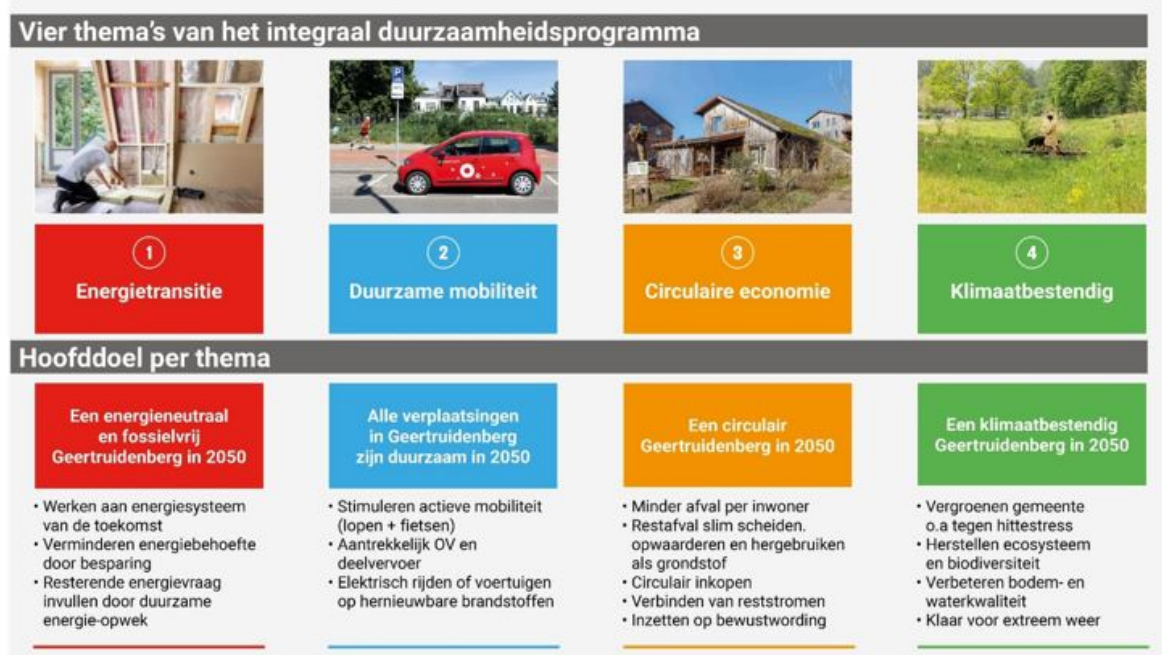 Vier thema's van het integraal duurzaamheidsprogramma
1
Energietransitie
2
Duurzame mobiliteit
3
Circulaire economie
4
Klimaatbestendig
Hoofddoel per thema
Een energieneutraal
en fossielvrij
Geertruidenberg in 2050
• Werken aan energiesysteem
van de toekomst
• Verminderen energiebehoefte
door besparing
• Resterende energievraag
invullen door duurzame
energie-opwek
Alle verplaatsingen
in Geertruidenberg
zijn duurzaam in 2050
• Stimuleren actieve mobiliteit
(lopen + fietsen)
• Aantrekkelijk OV en
deelvervoer
• Elektrisch rijden of voertuigen
op hernieuwbare brandstoffen
Een circulair
Geertruidenberg in 2050
• Minder afval per inwoner
• Restafval slim scheiden.
opwaarderen en hergebruiken
als grondstof
• Circulair inkopen
• Verbinden van reststromen
• Inzetten op bewustwording
Een klimaatbestendig
Geertruidenberg in 2050
• Vergroenen gemeente
o.a tegen hittestress
• Herstellen ecosysteem
en biodiversiteit
• Verbeteren bodem- en
waterkwaliteit
• Klaar voor extreem weer